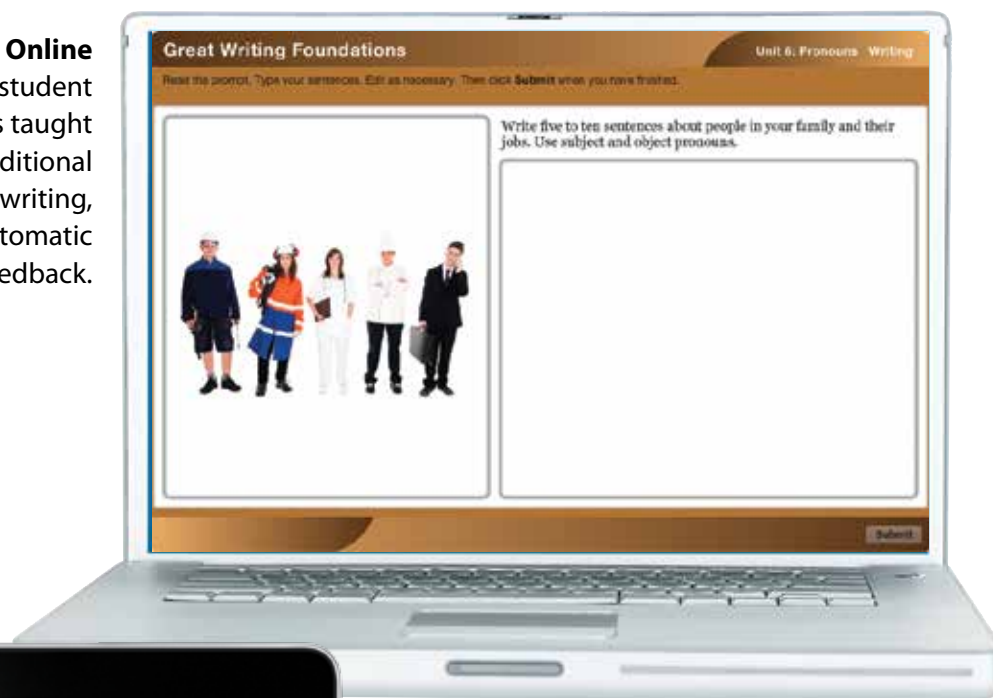 Online
student
s taught
ditional
writing,
tomatic
edback.
Great Writing Foundations
Unit 6: Pronouns Writing
Read the prompt. Type your sentences. Edit as necessary. Then click Submit when you have finished.
Write five to ten sentences about people in your family and their
jobs. Use subject and object pronouns.
Submit